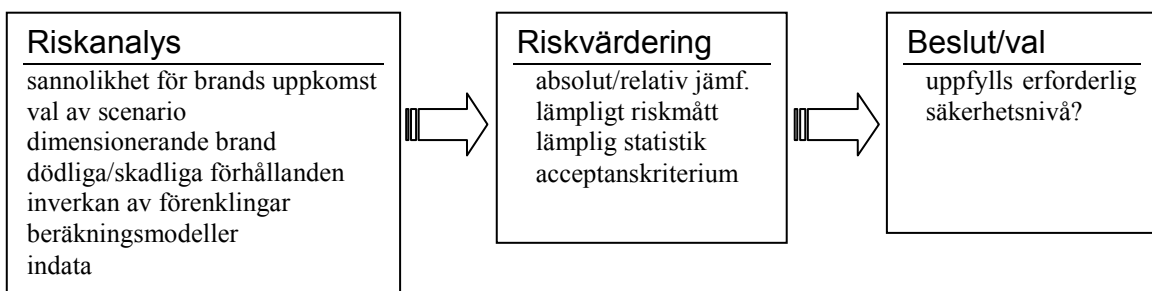 Riskanalys
sannolikhet för brands uppkomst
val av scenario
dimensionerande brand
dödliga/skadliga förhållanden
inverkan av förenklingar
beräkningsmodeller
indata
Riskvärdering
absolut/relativ jämf.
lämpligt riskmått
lämplig statistik
acceptanskriterium
Beslut/val
uppfylls erforderlig
säkerhetsnivå?